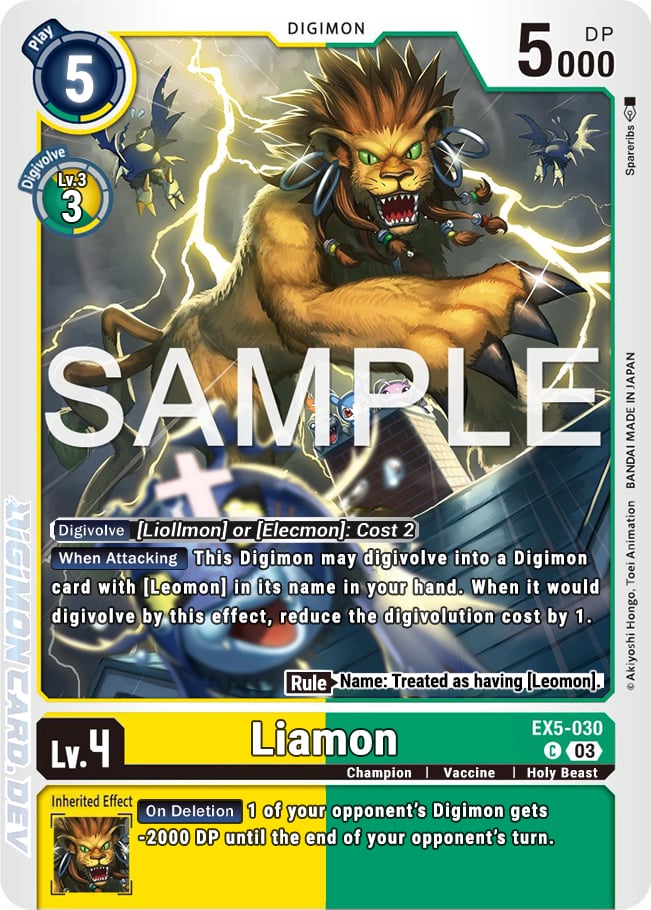 DIGIMON
Play
5
DP
5000
Digivolve
Lv.3
3
Spareribs
SAMPLE
© Akiyoshi Hongo, Toei Animation BANDAI MADE IN JAPAN
DIGIMON CARD.DEV
Digivolve [Liollmon] or [Elecmon]: Cost 2
When Attacking This Digimon may digivolve into a Digimon
card with [Leomon] in its name in your hand. When it would
digivolve by this effect, reduce the digivolution cost by 1.
Rule Name: Treated as having [Leomon].
Lv.4
Liamon
EX5-030
C 03
Champion | Vaccine | Holy Beast
Inherited Effect
On Deletion 1 of your opponent's Digimon gets
-2000 DP until the end of your opponent's turn.